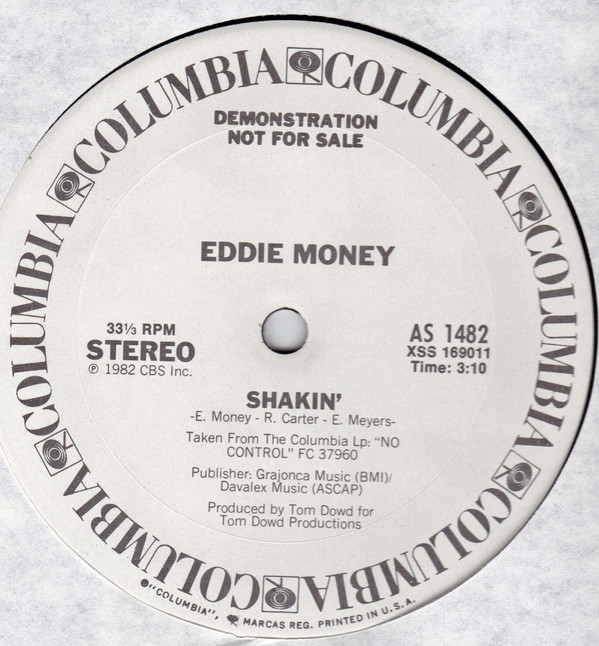 COLUMBIA COLUMBIA COLUMBIA COLUMBIA COLUMBIA COLUMBIA COLUMBIA
DEMONSTRATION
NOT FOR SALE
EDDIE MONEY
33⅓ RPM
STEREO
℗ 1982 CBS Inc.
AS 1482
XSS 169011
Time: 3:10
SHAKIN'
-E. Money - R. Carter - E. Meyers-
Taken From The Columbia Lp: "NO
CONTROL" FC 37960
Publisher: Grajonca Music (BMI)/
Davalex Music (ASCAP)
Produced by Tom Dowd for
Tom Dowd Productions
"COLUMBIA", MARCAS REG. PRINTED IN U.S.A.